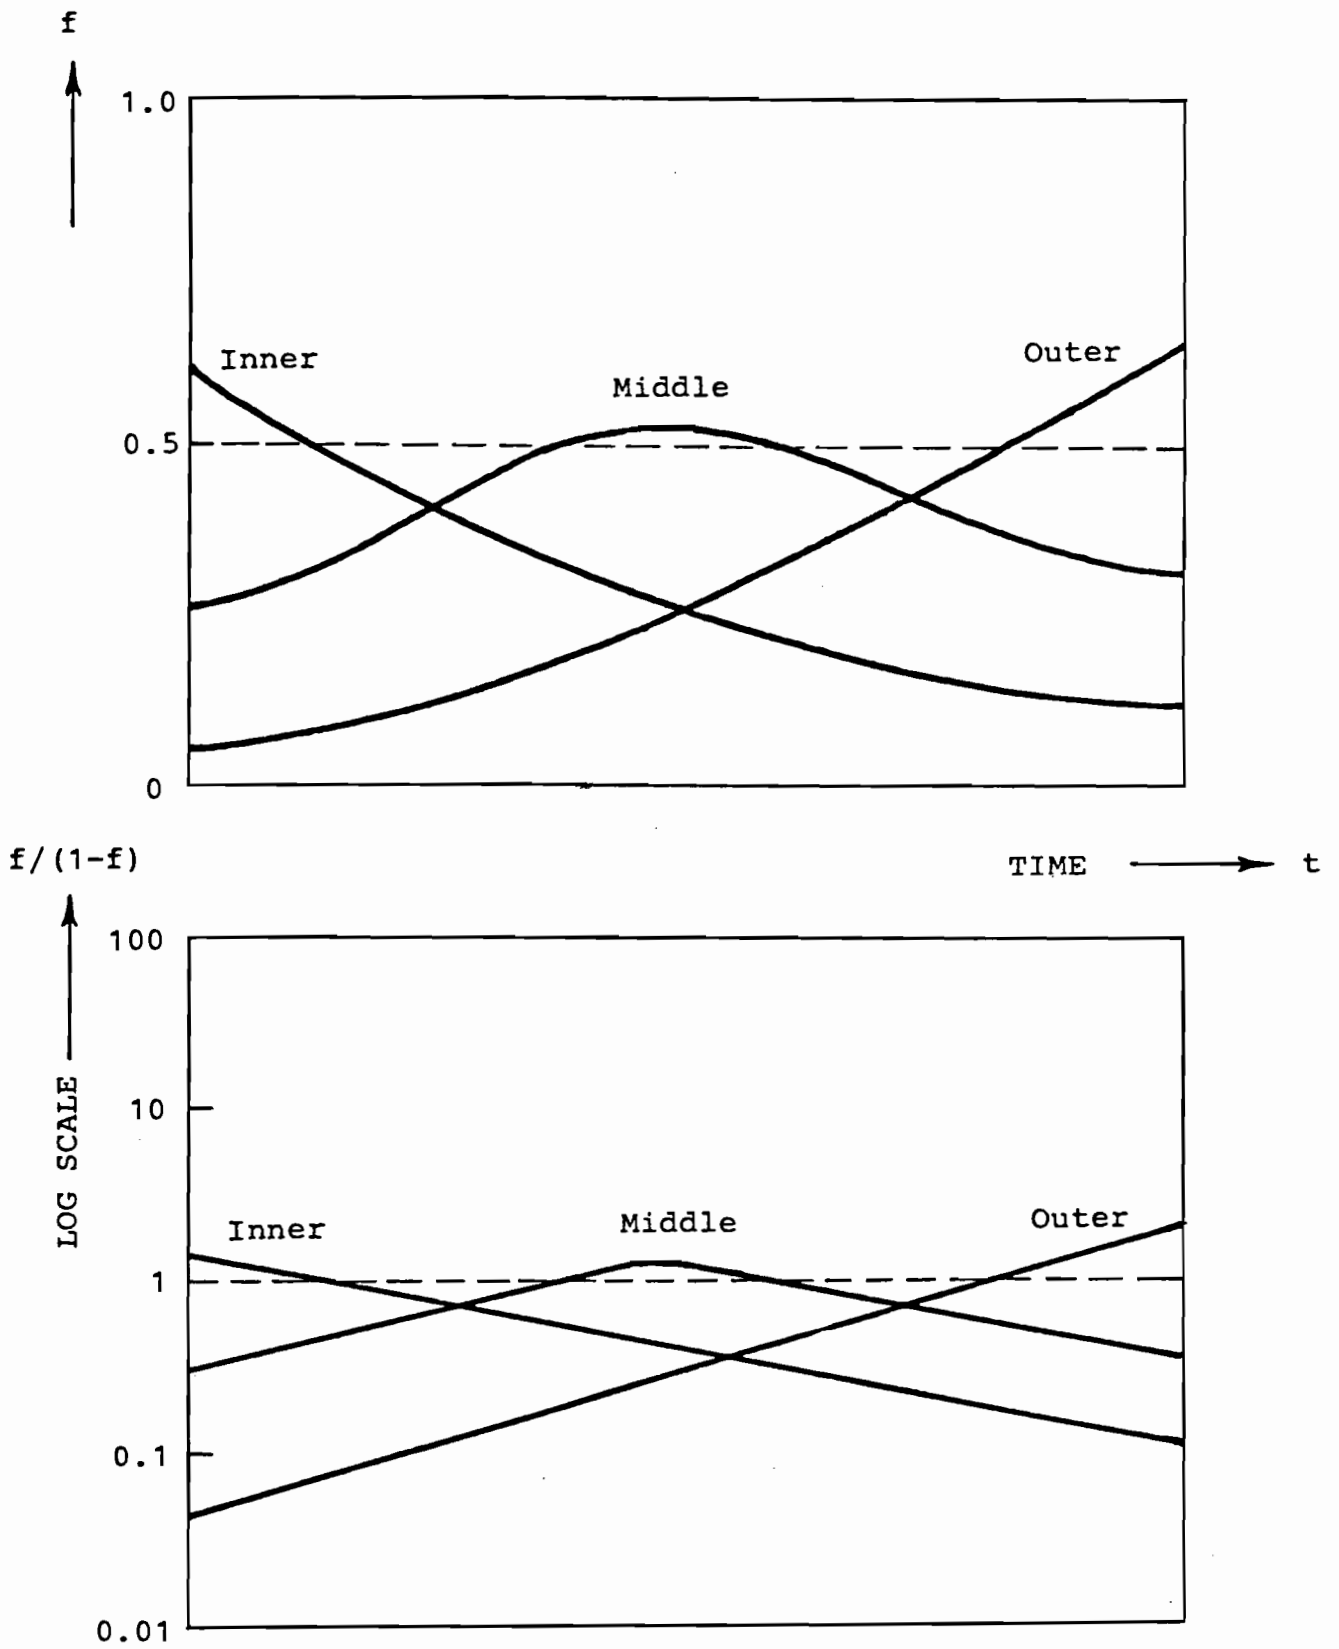 f
1.0
Inner
Outer
Middle
0.5
0
f/(1-f)
TIME
t
100
10
LOG SCALE
Inner
Middle
Outer
1
0.1
0.01